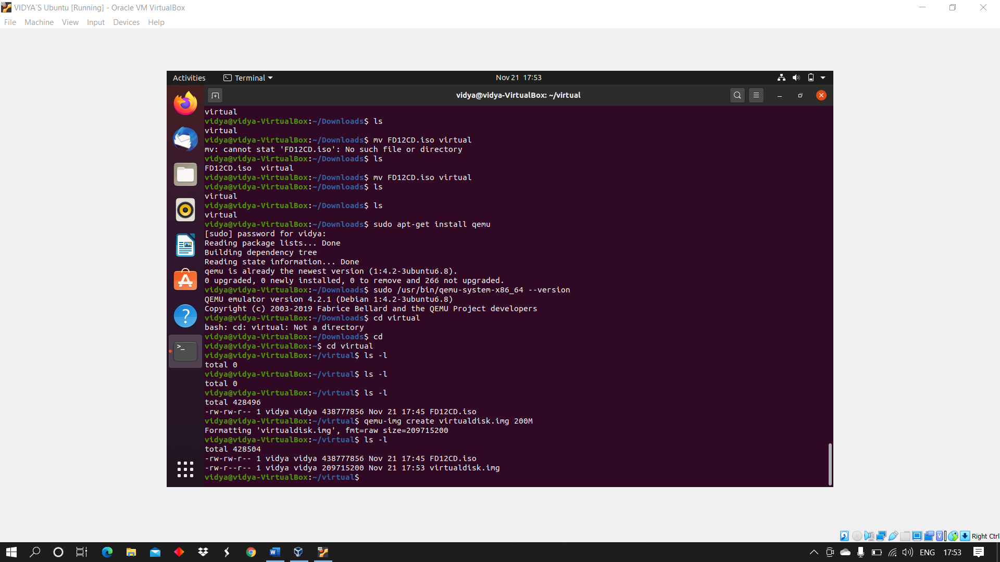 VIDYA`S Ubuntu [Running] - Oracle VM VirtualBox
File Machine View Input Devices Help
Activities Terminal Nov 21 17:53
vidya@vidya-VirtualBox: ~/virtual
virtual
vidya@vidya-VirtualBox:~/Downloads$ ls
virtual
vidya@vidya-VirtualBox:~/Downloads$ mv FD12CD.iso virtual
mv: cannot stat 'FD12CD.iso': No such file or directory
vidya@vidya-VirtualBox:~/Downloads$ ls
FD12CD.iso  virtual
vidya@vidya-VirtualBox:~/Downloads$ mv FD12CD.iso virtual
vidya@vidya-VirtualBox:~/Downloads$ ls
virtual
vidya@vidya-VirtualBox:~/Downloads$ ls
virtual
vidya@vidya-VirtualBox:~/Downloads$ sudo apt-get install qemu
[sudo] password for vidya:
Reading package lists... Done
Building dependency tree
Reading state information... Done
qemu is already the newest version (1:4.2-3ubuntu6.8).
0 upgraded, 0 newly installed, 0 to remove and 266 not upgraded.
vidya@vidya-VirtualBox:~/Downloads$ sudo /usr/bin/qemu-system-x86_64 --version
QEMU emulator version 4.2.1 (Debian 1:4.2-3ubuntu6.8)
Copyright (c) 2003-2019 Fabrice Bellard and the QEMU Project developers
vidya@vidya-VirtualBox:~/Downloads$ cd virtual
bash: cd: virtual: Not a directory
vidya@vidya-VirtualBox:~/Downloads$ cd
vidya@vidya-VirtualBox:~$ cd virtual
vidya@vidya-VirtualBox:~/virtual$ ls -l
total 0
vidya@vidya-VirtualBox:~/virtual$ ls -l
total 0
vidya@vidya-VirtualBox:~/virtual$ ls -l
total 428496
-rw-rw-r-- 1 vidya vidya 438777856 Nov 21 17:45 FD12CD.iso
vidya@vidya-VirtualBox:~/virtual$ qemu-img create virtualdisk.img 200M
Formatting 'virtualdisk.img', fmt=raw size=209715200
vidya@vidya-VirtualBox:~/virtual$ ls -l
total 428504
-rw-rw-r-- 1 vidya vidya 438777856 Nov 21 17:45 FD12CD.iso
-rw-r--r-- 1 vidya vidya 209715200 Nov 21 17:53 virtualdisk.img
vidya@vidya-VirtualBox:~/virtual$
Right Ctrl
ENG 17:53